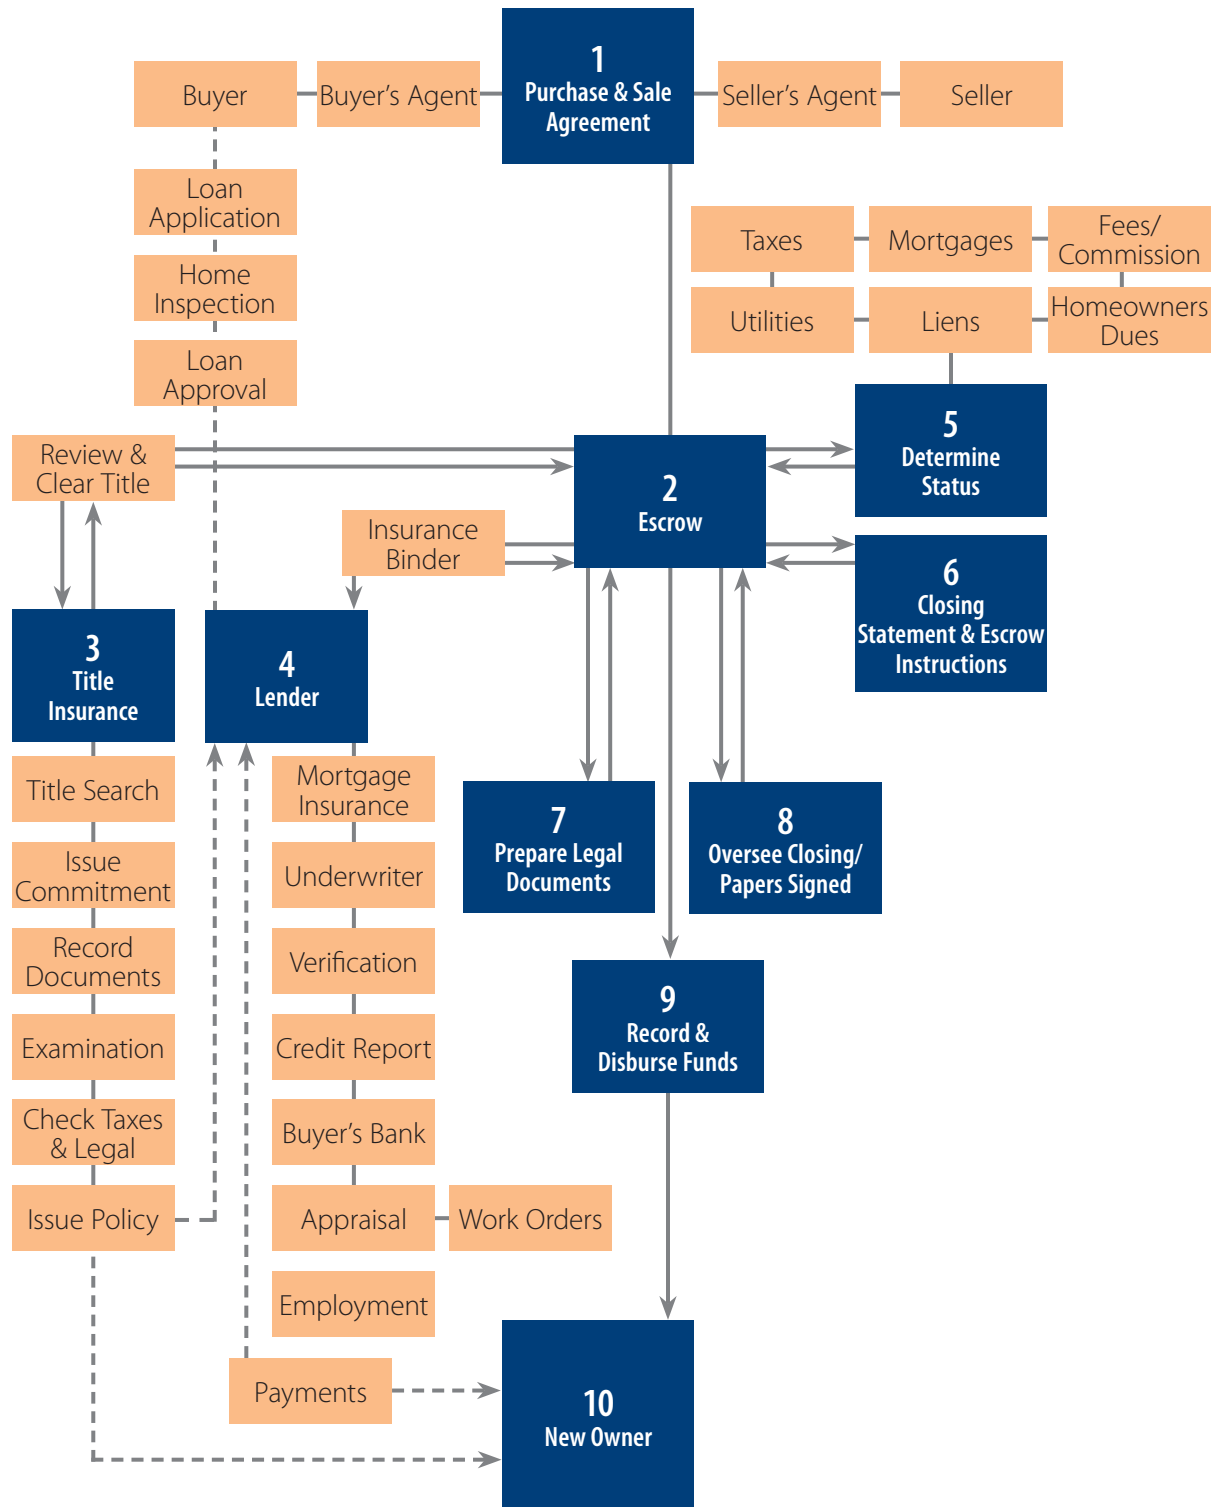 1
Purchase & Sale
Agreement
Buyer
Buyer’s Agent
Seller’s Agent
Seller
Loan
Application
Home
Inspection
Loan
Approval
Taxes
Mortgages
Fees/
Commission
Utilities
Liens
Homeowners
Dues
Review &
Clear Title
2
Escrow
5
Determine
Status
Insurance
Binder
6
Closing
Statement & Escrow
Instructions
3
Title
Insurance
4
Lender
Title Search
Issue
Commitment
Record
Documents
Examination
Check Taxes
& Legal
Issue Policy
Mortgage
Insurance
Underwriter
Verification
Credit Report
Buyer’s Bank
Appraisal
Work Orders
Employment
Payments
7
Prepare Legal
Documents
8
Oversee Closing/
Papers Signed
9
Record &
Disburse Funds
10
New Owner